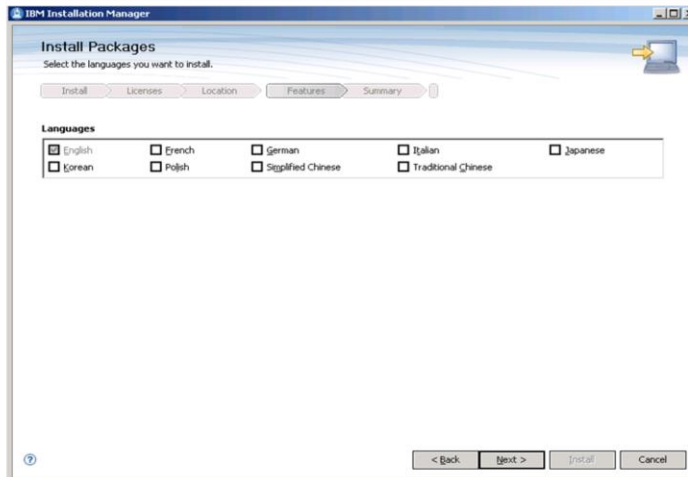 IBM Installation Manager
Install Packages
Select the languages you want to install.
Install Licenses Location Features Summary
Languages
English French German Italian Japanese
Korean Polish Simplified Chinese Traditional Chinese
? < Back Next > Install Cancel